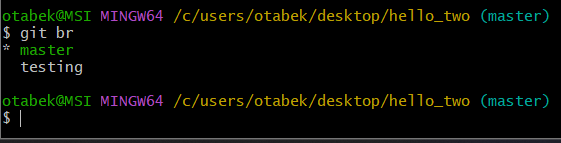 otabek@MSI MINGW64 /c/users/otabek/desktop/hello_two (master)
$ git br
* master
  testing

otabek@MSI MINGW64 /c/users/otabek/desktop/hello_two (master)
$